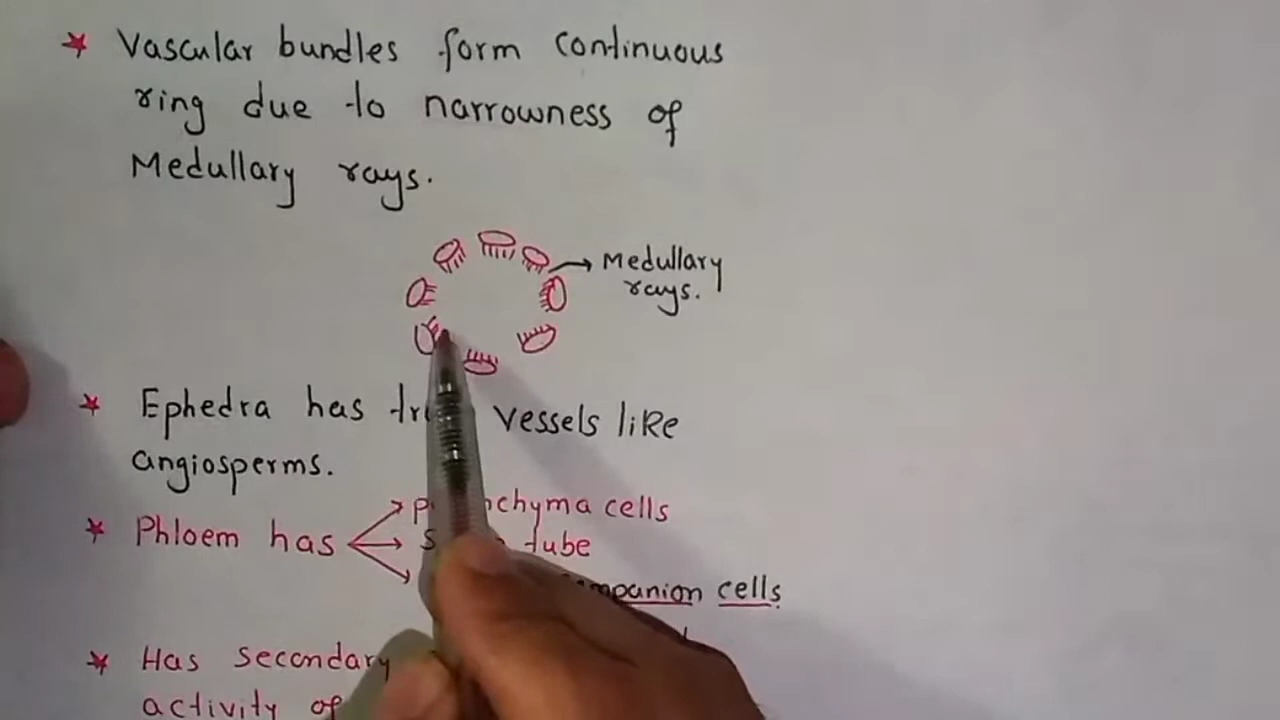 Vascular bundles form continuous
ring due to narrowness of
Medullary rays.
Medullary
rays.
Ephedra has vessels like
angiosperms.
Phloem has
cells
tube
cells
Has secondary
activity of